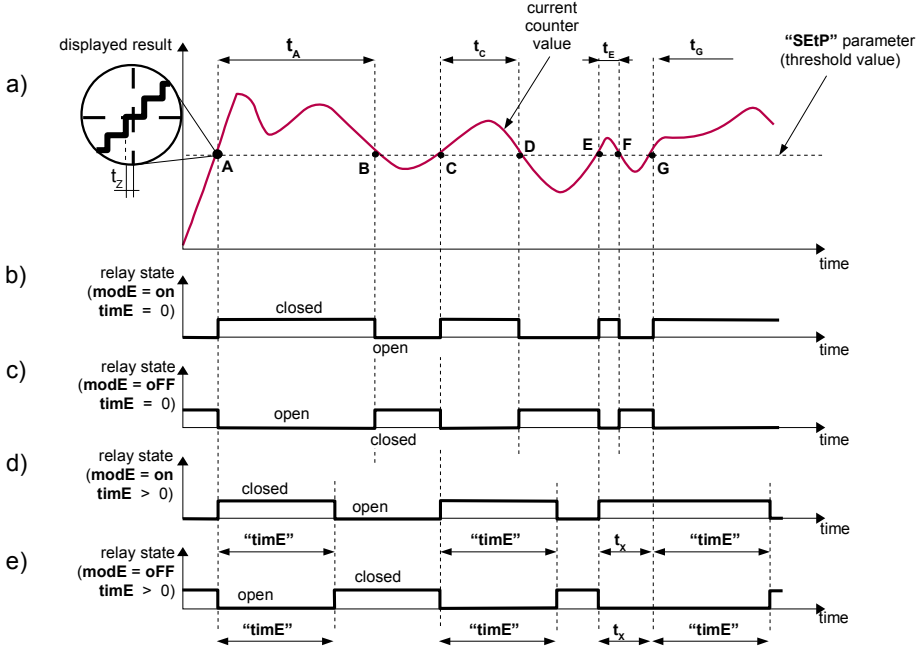 a)
displayed result
t_A
t_C
current
counter
value
t_E
t_G
“SEtP” parameter
(threshold value)
t_Z
A
B
C
D
E
F
G
time
b)
relay state
(modE = on
timE = 0)
closed
open
time
c)
relay state
(modE = oFF
timE = 0)
open
closed
time
d)
relay state
(modE = on
timE > 0)
closed
open
time
“timE”
“timE”
t_X
“timE”
e)
relay state
(modE = oFF
timE > 0)
open
closed
time
“timE”
“timE”
t_X
“timE”